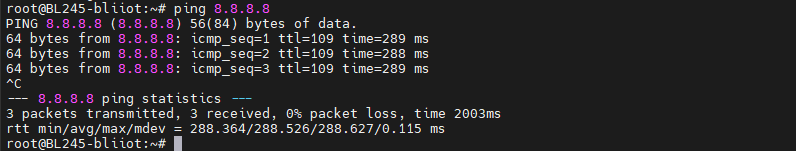 root@BL245-bliiot:~# ping 8.8.8.8
PING 8.8.8.8 (8.8.8.8) 56(84) bytes of data.
64 bytes from 8.8.8.8: icmp_seq=1 ttl=109 time=289 ms
64 bytes from 8.8.8.8: icmp_seq=2 ttl=109 time=288 ms
64 bytes from 8.8.8.8: icmp_seq=3 ttl=109 time=289 ms
^C
--- 8.8.8.8 ping statistics ---
3 packets transmitted, 3 received, 0% packet loss, time 2003ms
rtt min/avg/max/mdev = 288.364/288.526/288.627/0.115 ms
root@BL245-bliiot:~#